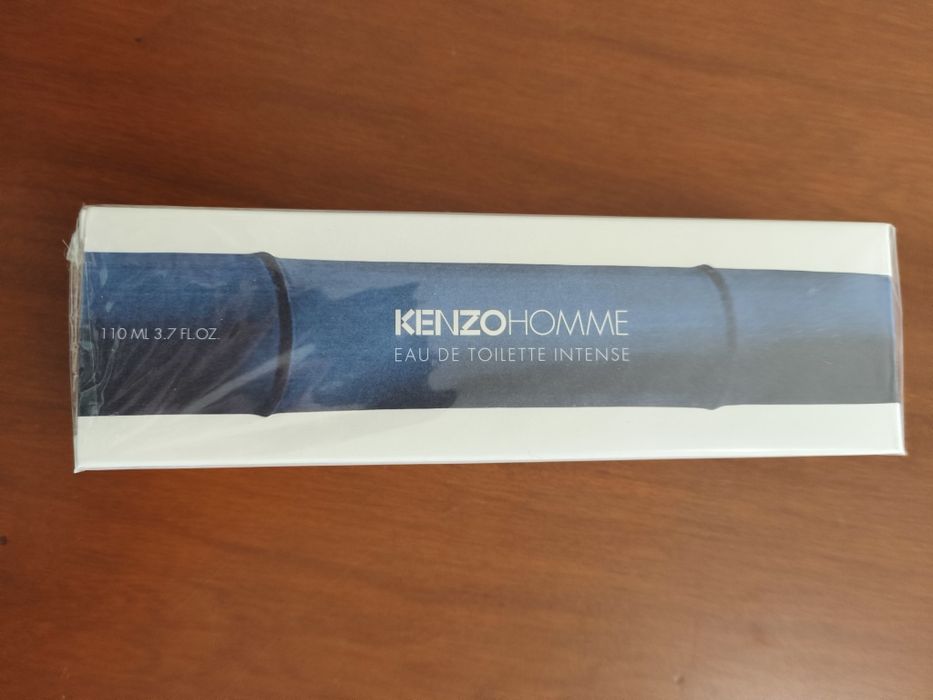 110 ML 3.7 FL.OZ.
KENZOHOMME
EAU DE TOILETTE INTENSE